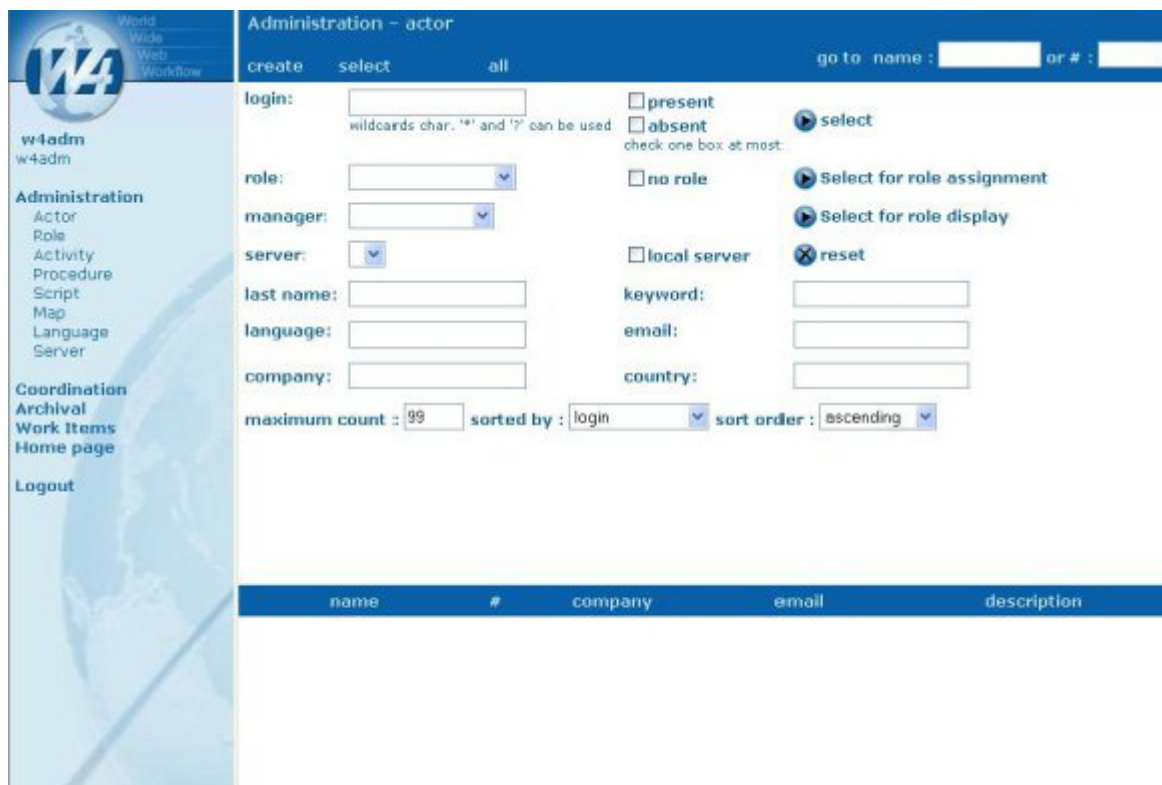 World
Wide
Web
Workflow
W4
w4adm
w4adm
Administration
Actor
Role
Activity
Procedure
Script
Map
Language
Server
Coordination
Archival
Work Items
Home page
Logout
Administration - actor
create select all go to name : or # :
login: present
wildcards char. '*' and '?' can be used absent select
check one box at most
role: no role Select for role assignment
manager: Select for role display
server: local server reset
last name: keyword:
language: email:
company: country:
maximum count : 99 sorted by : login sort order : ascending
name # company email description